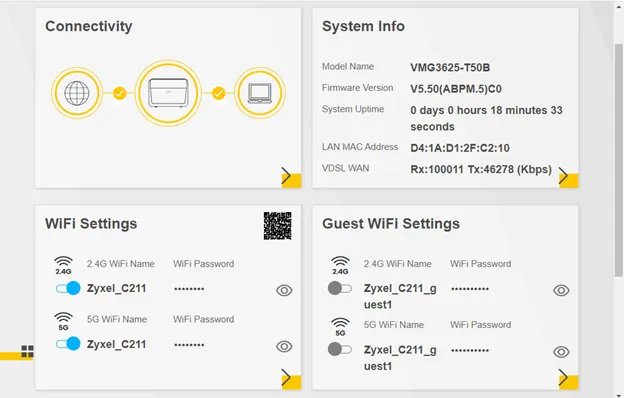 Connectivity
System Info
Model Name VMG3625-T50B
Firmware Version V5.50(ABPM.5)C0
System Uptime 0 days 0 hours 18 minutes 33
seconds
LAN MAC Address D4:1A:D1:2F:C2:10
VDSL WAN Rx:100011 Tx:46278 (Kbps)
WiFi Settings
2.4G
2.4G WiFi Name WiFi Password
Zyxel_C211 ••••••••
5G
5G WiFi Name WiFi Password
Zyxel_C211 ••••••••
Guest WiFi Settings
2.4G
2.4G WiFi Name WiFi Password
Zyxel_C211_g ••••••••••
uest1
5G
5G WiFi Name WiFi Password
Zyxel_C211_g ••••••••••
uest1